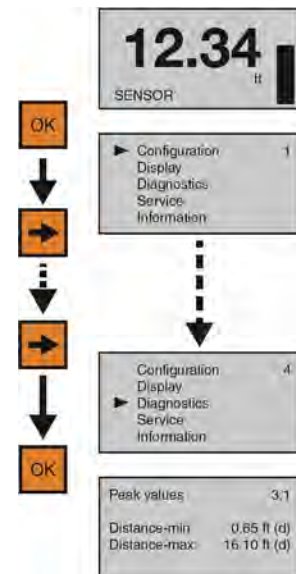 12.34
ft
SENSOR
OK
Configuration 1
Display
Diagnostics
Service
Information
Configuration 4
Display
Diagnostics
Service
Information
OK
Peak values 3.1
Distance-min 0.65 ft (d)
Distance-max: 16.10 ft (d)